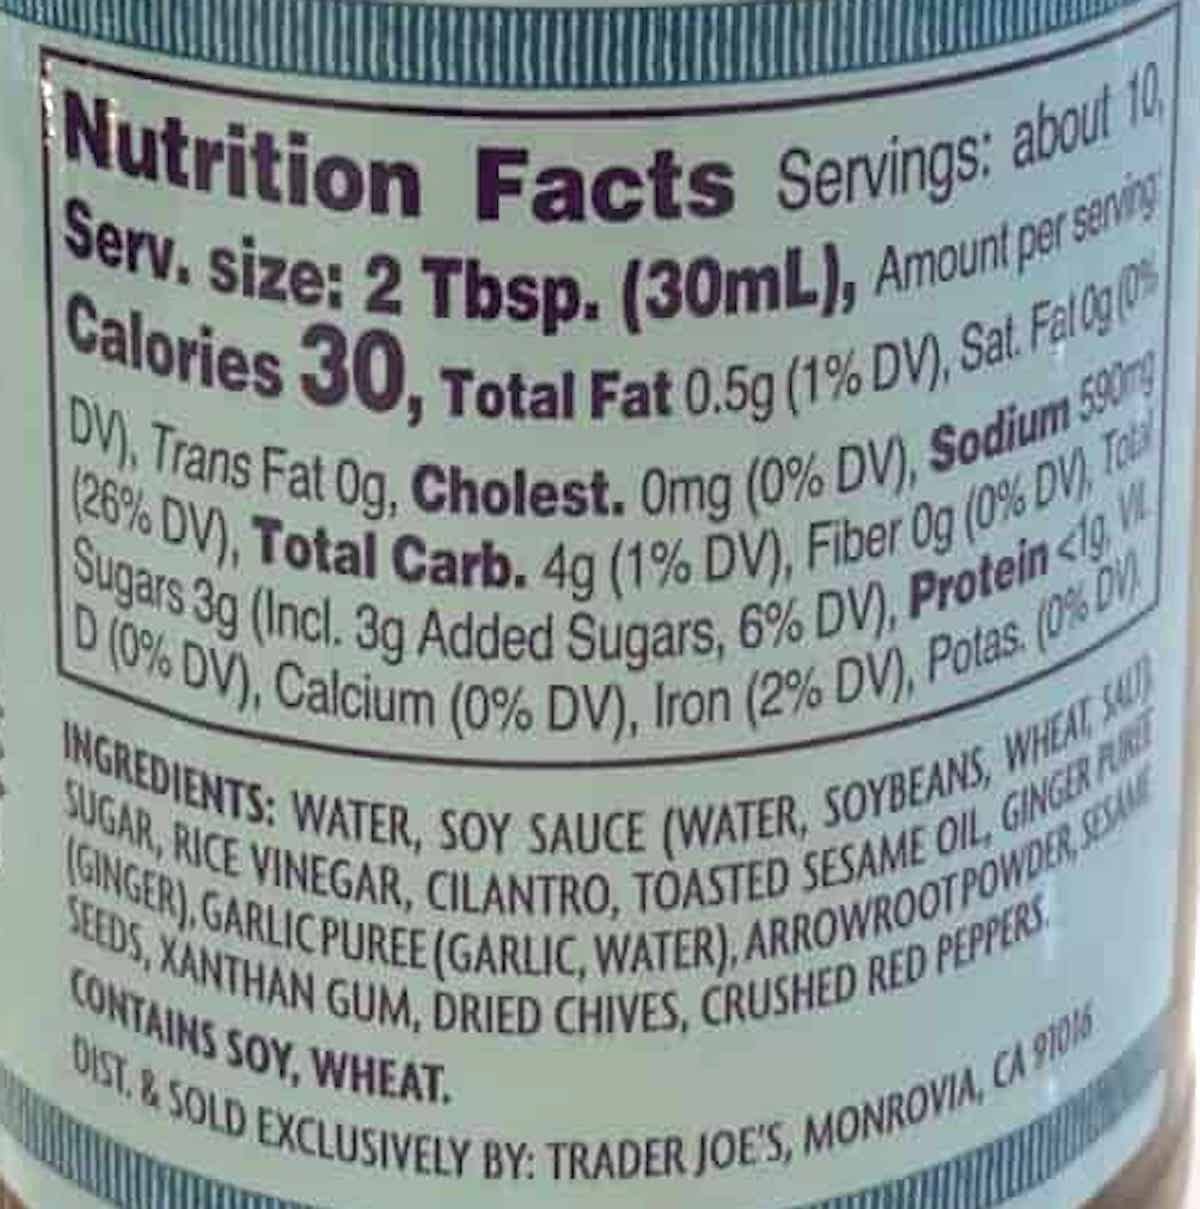 Nutrition Facts Servings: about 10,
Serv. size: 2 Tbsp. (30mL), Amount per serving:
Calories 30, Total Fat 0.5g (1% DV), Sat. Fat 0g (0%
DV), Trans Fat 0g, Cholest. 0mg (0% DV), Sodium 590mg
(26% DV), Total Carb. 4g (1% DV), Fiber 0g (0% DV), Total
Sugars 3g (Incl. 3g Added Sugars, 6% DV), Protein <1g, Vit.
D (0% DV), Calcium (0% DV), Iron (2% DV), Potas. (0% DV).
INGREDIENTS: WATER, SOY SAUCE (WATER, SOYBEANS, WHEAT, SALT),
SUGAR, RICE VINEGAR, CILANTRO, TOASTED SESAME OIL, GINGER PUREE
(GINGER), GARLIC PUREE (GARLIC, WATER), ARROWROOT POWDER, SESAME
SEEDS, XANTHAN GUM, DRIED CHIVES, CRUSHED RED PEPPERS.
CONTAINS SOY, WHEAT.
DIST. & SOLD EXCLUSIVELY BY: TRADER JOE'S, MONROVIA, CA 91016